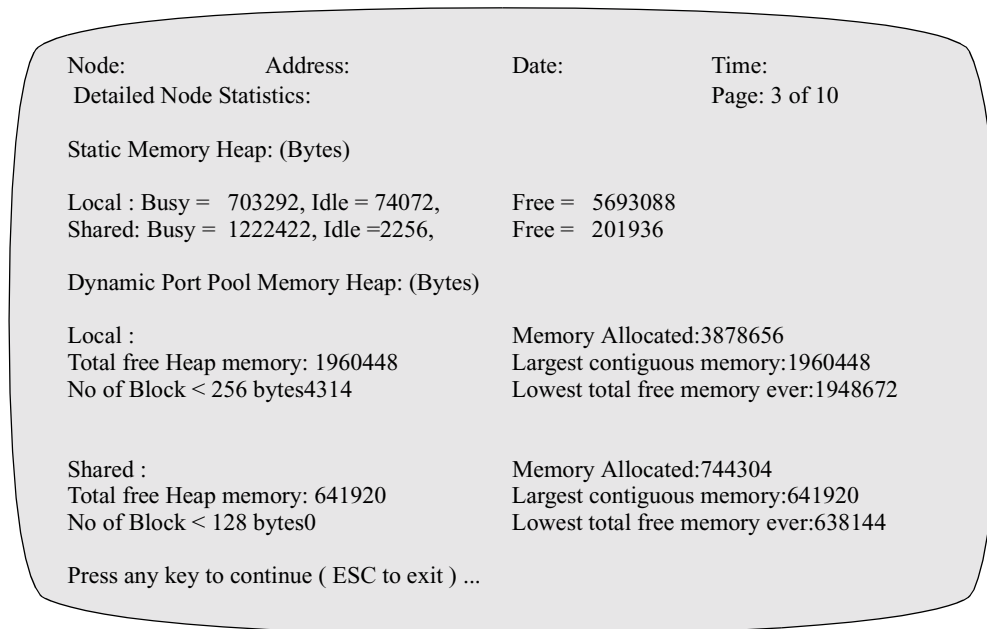 Node: Address: Date: Time:
Detailed Node Statistics: Page: 3 of 10
Static Memory Heap: (Bytes)
Local : Busy = 703292, Idle = 74072, Free = 5693088
Shared: Busy = 1222422, Idle =2256, Free = 201936
Dynamic Port Pool Memory Heap: (Bytes)
Local : Memory Allocated:3878656
Total free Heap memory: 1960448 Largest contiguous memory:1960448
No of Block < 256 bytes4314 Lowest total free memory ever:1948672
Shared : Memory Allocated:744304
Total free Heap memory: 641920 Largest contiguous memory:641920
No of Block < 128 bytes0 Lowest total free memory ever:638144
Press any key to continue ( ESC to exit ) ...